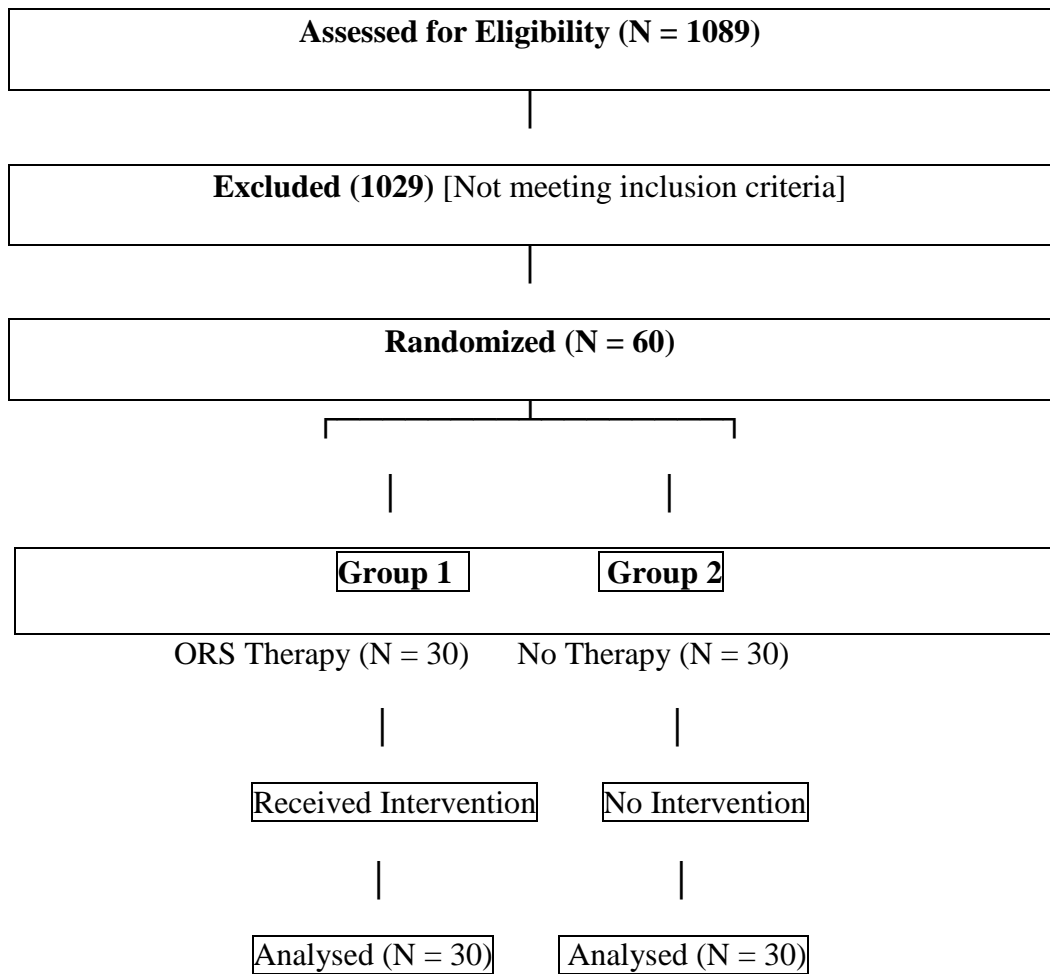 Assessed for Eligibility (N = 1089)
Excluded (1029) [Not meeting inclusion criteria]
Randomized (N = 60)
Group 1 Group 2
ORS Therapy (N = 30) No Therapy (N = 30)
Received Intervention No Intervention
Analysed (N = 30) Analysed (N = 30)